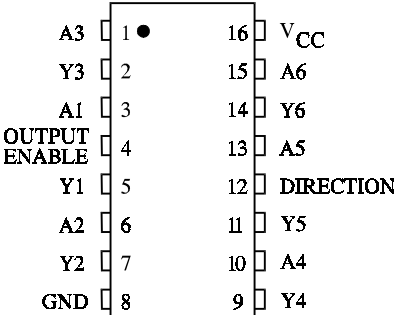 A3 1 16 VCC
Y3 2 15 A6
A1 3 14 Y6
OUTPUT
ENABLE 4 13 A5
Y1 5 12 DIRECTION
A2 6 11 Y5
Y2 7 10 A4
GND 8 9 Y4